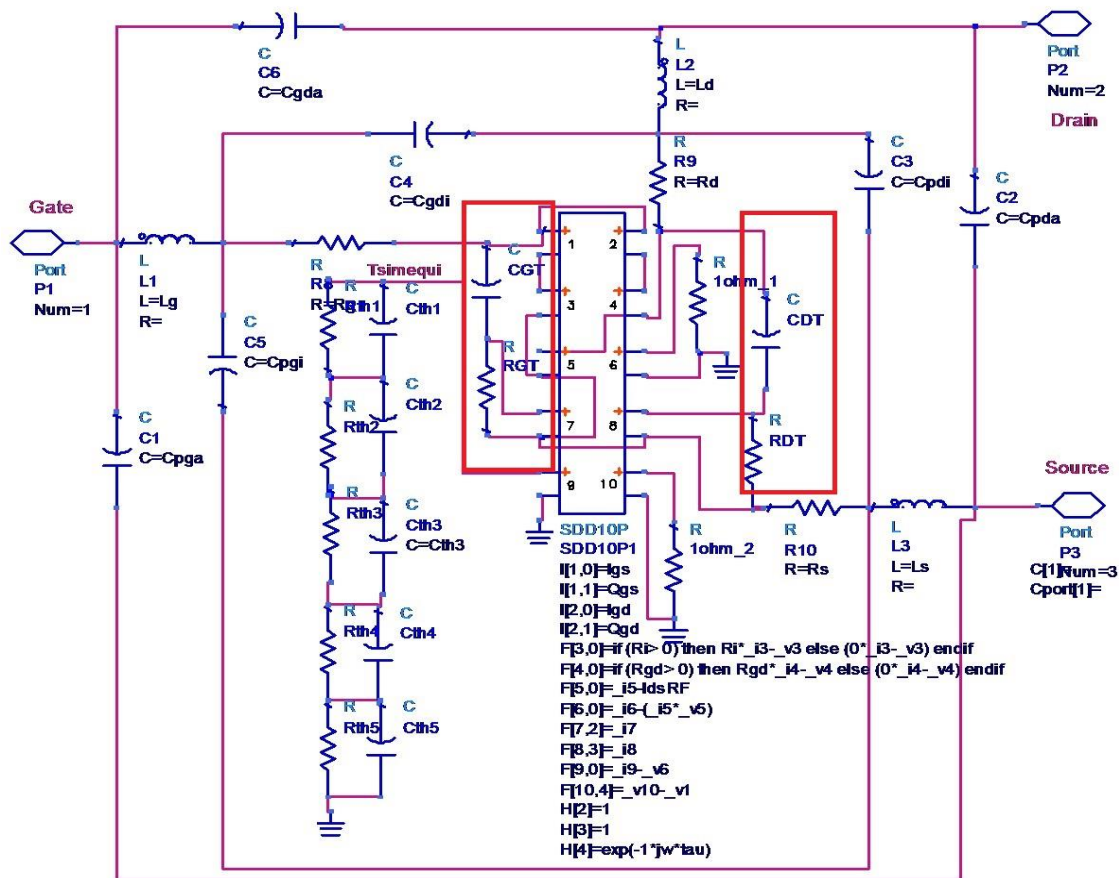 C
C6
C=Cgda
L
L2
L=Ld
R=
Port
P2
Num=2
Drain
C
C4
C=Cgdi
R
R9
R=Rd
C
C3
C=Cpdi
C
C2
C=Cpda
Gate
Port
P1
Num=1
L
L1
L=Lg
R=
R
Tsimequi
C
CGT
R
RGT
1
2
3
4
5
6
7
8
9
10
R
1ohm_1
C
CDT
R
RDT
C
C5
C=Cpgi
C
C1
C=Cpga
R
Rth1
C
Cth1
R
Rth2
C
Cth2
R
Rth3
C
Cth3
C=Cth3
R
Rth4
C
Cth4
R
Rth5
C
Cth5
R
1ohm_2
R
R10
R=Rs
L
L3
L=Ls
R=
Source
Port
P3
Num=3
C[1]
Cport[1]=
SDD10P
SDD10P1
I[1,0]=Igs
I[1,1]=Qgs
I[2,0]=Igd
I[2,1]=Qgd
F[3,0]=if (Ri> 0) then Ri*_i3-_v3 else (0*_i3-_v3) endif
F[4,0]=if (Rgd> 0) then Rgd*_i4-_v4 else (0*_i4-_v4) endif
F[5,0]=_i5-IdsRF
F[6,0]=_i6-(_i5*_v5)
F[7,2]=_i7
F[8,3]=_i8
F[9,0]=_i9-_v6
F[10,4]=_v10-_v1
H[2]=1
H[3]=1
H[4]=exp(-1*jw*tau)